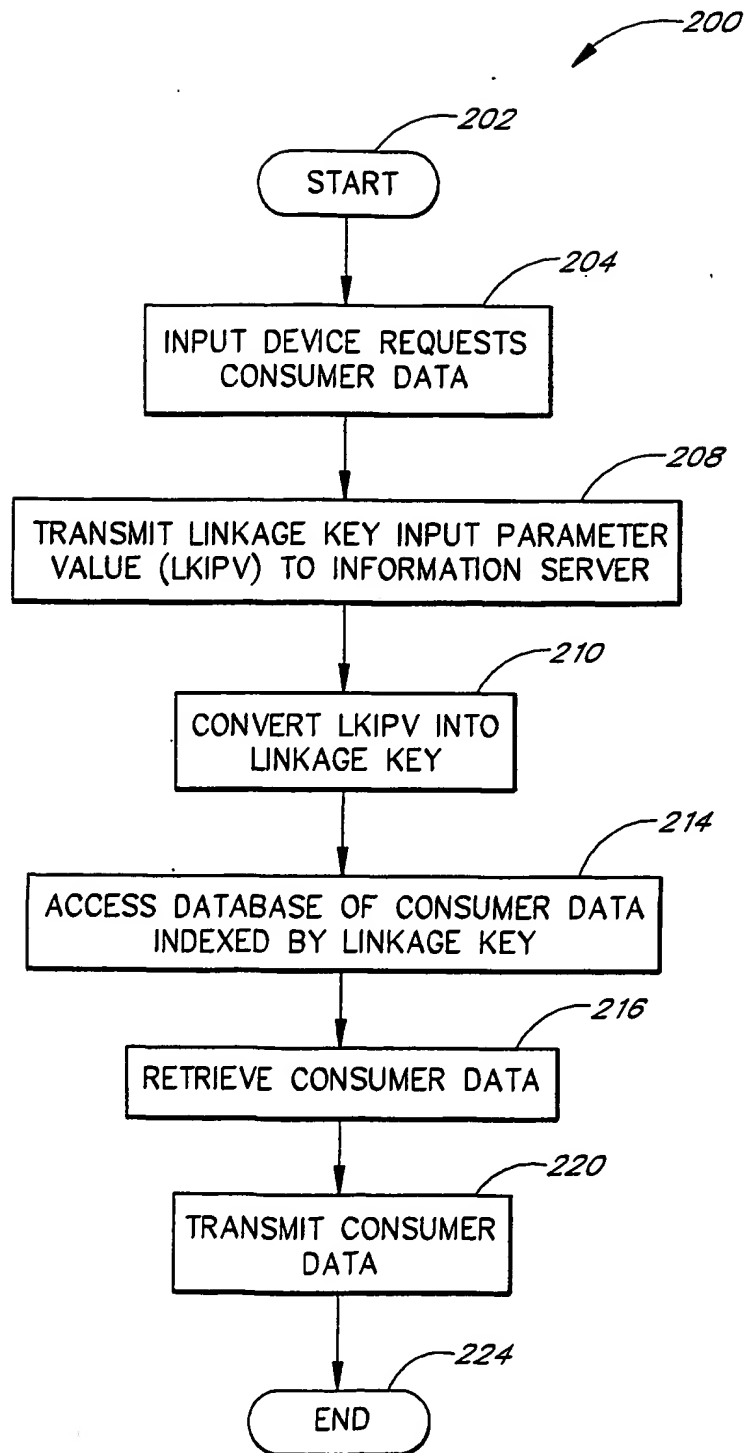 200
202
START
204
INPUT DEVICE REQUESTS
CONSUMER DATA
208
TRANSMIT LINKAGE KEY INPUT PARAMETER
VALUE (LKIPV) TO INFORMATION SERVER
210
CONVERT LKIPV INTO
LINKAGE KEY
214
ACCESS DATABASE OF CONSUMER DATA
INDEXED BY LINKAGE KEY
216
RETRIEVE CONSUMER DATA
220
TRANSMIT CONSUMER
DATA
224
END